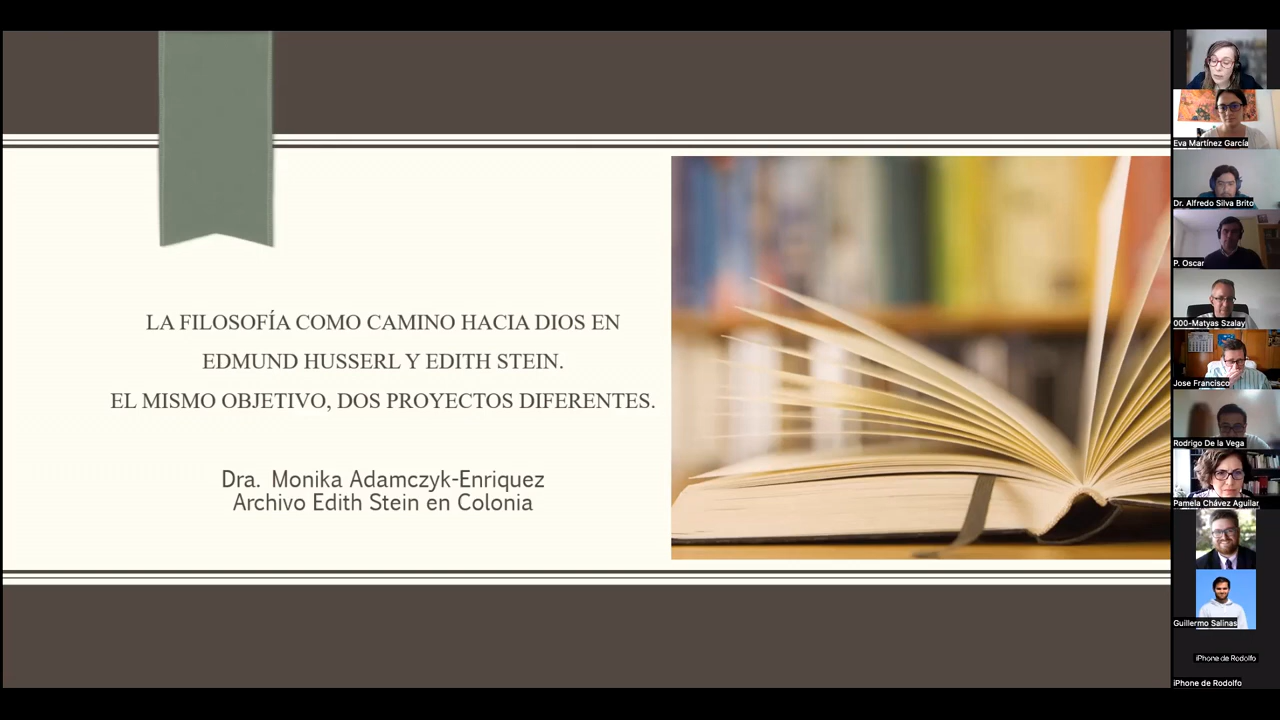 LA FILOSOFÍA COMO CAMINO HACIA DIOS EN
EDMUND HUSSERL Y EDITH STEIN.
EL MISMO OBJETIVO, DOS PROYECTOS DIFERENTES.
Dra. Monika Adamczyk-Enriquez
Archivo Edith Stein en Colonia
Eva Martínez García
Dr. Alfredo Silva Brito
P. Oscar
000-Matyas Szalay
Jose Francisco
Rodrigo De la Vega
Pamela Chávez Aguilar
Guillermo Salinas
iPhone de Rodolfo
iPhone de Rodolfo